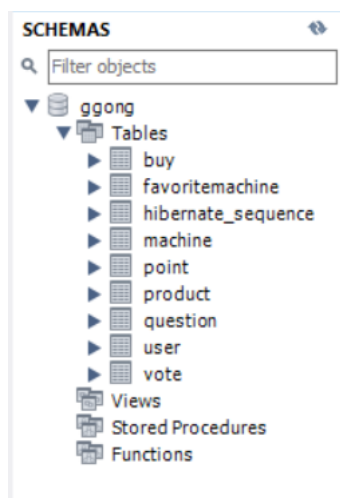 SCHEMAS
Filter objects
ggong
Tables
buy
favoritemachine
hibernate_sequence
machine
point
product
question
user
vote
Views
Stored Procedures
Functions